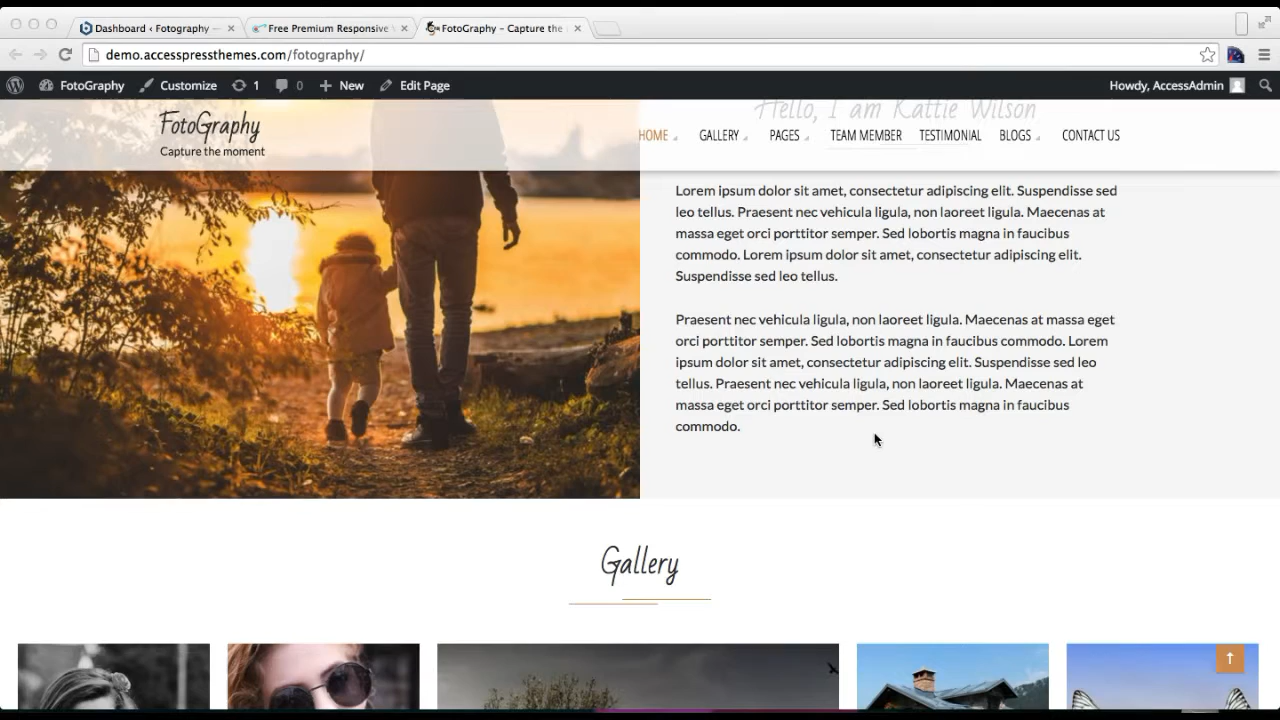 Dashboard ‹ Fotography —
Free Premium Responsive
FotoGraphy – Capture the
demo.accesspressthemes.com/fotography/
FotoGraphy
Customize
1
0
New
Edit Page
Howdy, AccessAdmin
Hello, I am Kattie Wilson
FotoGraphy
Capture the moment
HOME
GALLERY
PAGES
TEAM MEMBER
TESTIMONIAL
BLOGS
CONTACT US
Lorem ipsum dolor sit amet, consectetur adipiscing elit. Suspendisse sed
leo tellus. Praesent nec vehicula ligula, non laoreet ligula. Maecenas at
massa eget orci porttitor semper. Sed lobortis magna in faucibus
commodo. Lorem ipsum dolor sit amet, consectetur adipiscing elit.
Suspendisse sed leo tellus.
Praesent nec vehicula ligula, non laoreet ligula. Maecenas at massa eget
orci porttitor semper. Sed lobortis magna in faucibus commodo. Lorem
ipsum dolor sit amet, consectetur adipiscing elit. Suspendisse sed leo
tellus. Praesent nec vehicula ligula, non laoreet ligula. Maecenas at
massa eget orci porttitor semper. Sed lobortis magna in faucibus
commodo.
Gallery